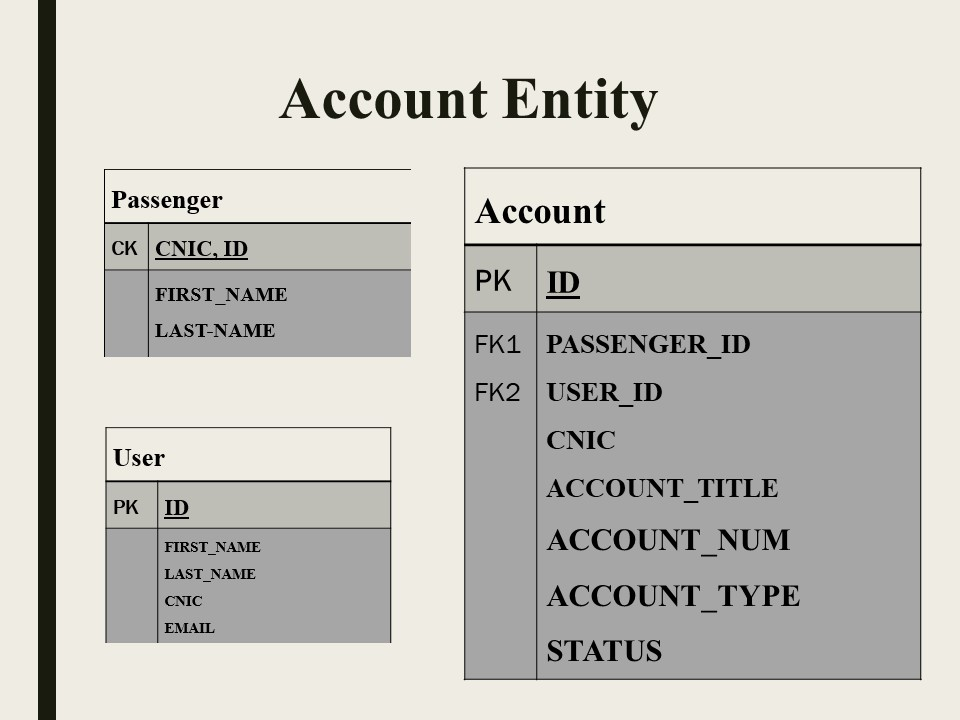 Account Entity
Passenger
CK CNIC, ID
FIRST_NAME
LAST-NAME
User
PK ID
FIRST_NAME
LAST_NAME
CNIC
EMAIL
Account
PK ID
FK1 PASSENGER_ID
FK2 USER_ID
CNIC
ACCOUNT_TITLE
ACCOUNT_NUM
ACCOUNT_TYPE
STATUS